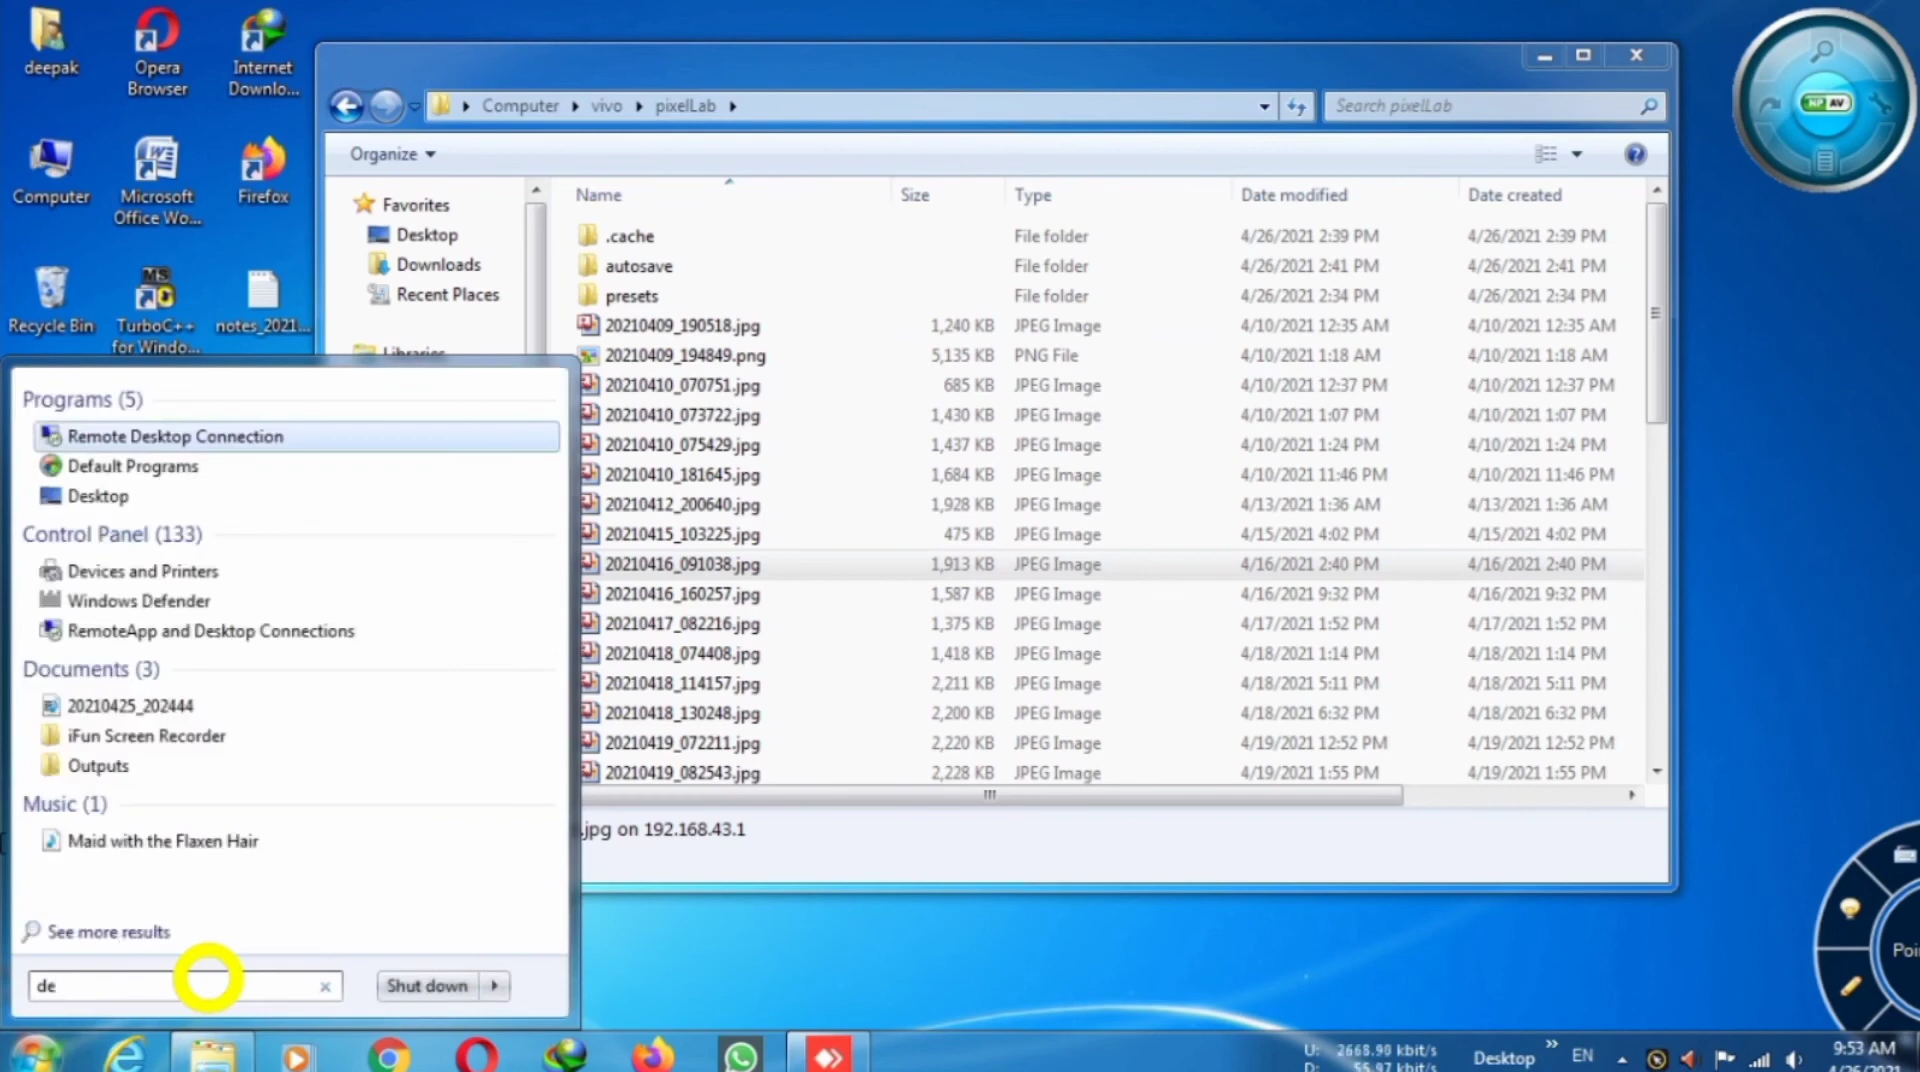 deepak
Opera
Browser
Internet
Downlo...
Computer
Microsoft
Office Wo...
Firefox
Recycle Bin
TurboC++
for Windo...
notes_2021...
Computer vivo pixelLab
Search pixelLab
NP AV
Organize
Favorites
Desktop
Downloads
Recent Places
Libraries
Name Size Type Date modified Date created
.cache File folder 4/26/2021 2:39 PM 4/26/2021 2:39 PM
autosave File folder 4/26/2021 2:41 PM 4/26/2021 2:41 PM
presets File folder 4/26/2021 2:34 PM 4/26/2021 2:34 PM
20210409_190518.jpg 1,240 KB JPEG Image 4/10/2021 12:35 AM 4/10/2021 12:35 AM
20210409_194849.png 5,135 KB PNG File 4/10/2021 1:18 AM 4/10/2021 1:18 AM
20210410_070751.jpg 685 KB JPEG Image 4/10/2021 12:37 PM 4/10/2021 12:37 PM
20210410_073722.jpg 1,430 KB JPEG Image 4/10/2021 1:07 PM 4/10/2021 1:07 PM
20210410_075429.jpg 1,437 KB JPEG Image 4/10/2021 1:24 PM 4/10/2021 1:24 PM
20210410_181645.jpg 1,684 KB JPEG Image 4/10/2021 11:46 PM 4/10/2021 11:46 PM
20210412_200640.jpg 1,928 KB JPEG Image 4/13/2021 1:36 AM 4/13/2021 1:36 AM
20210415_103225.jpg 475 KB JPEG Image 4/15/2021 4:02 PM 4/15/2021 4:02 PM
20210416_091038.jpg 1,913 KB JPEG Image 4/16/2021 2:40 PM 4/16/2021 2:40 PM
20210416_160257.jpg 1,587 KB JPEG Image 4/16/2021 9:32 PM 4/16/2021 9:32 PM
20210417_082216.jpg 1,375 KB JPEG Image 4/17/2021 1:52 PM 4/17/2021 1:52 PM
20210418_074408.jpg 1,418 KB JPEG Image 4/18/2021 1:14 PM 4/18/2021 1:14 PM
20210418_114157.jpg 2,211 KB JPEG Image 4/18/2021 5:11 PM 4/18/2021 5:11 PM
20210418_130248.jpg 2,200 KB JPEG Image 4/18/2021 6:32 PM 4/18/2021 6:32 PM
20210419_072211.jpg 2,220 KB JPEG Image 4/19/2021 12:52 PM 4/19/2021 12:52 PM
20210419_082543.jpg 2,228 KB JPEG Image 4/19/2021 1:55 PM 4/19/2021 1:55 PM
.jpg on 192.168.43.1
Programs (5)
Remote Desktop Connection
Default Programs
Desktop
Control Panel (133)
Devices and Printers
Windows Defender
RemoteApp and Desktop Connections
Documents (3)
20210425_202444
iFun Screen Recorder
Outputs
Music (1)
Maid with the Flaxen Hair
See more results
de
Shut down
Poi
U: 2668.90 kbit/s
D: 55.97 kbit/s
Desktop
EN
9:53 AM
4/26/2021